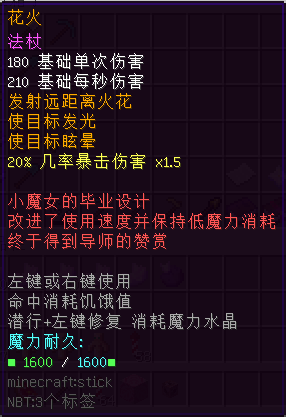 花火
法杖
180 基础单次伤害
210 基础每秒伤害
发射远距离火花
使目标发光
使目标眩晕
20% 几率暴击伤害 x1.5
小魔女的毕业设计
改进了使用速度并保持低魔力消耗
终于得到导师的赞赏
左键或右键使用
命中消耗饥饿值
潜行+左键修复 消耗魔力水晶
魔力耐久:
■ 1600 / 1600■
minecraft:stick
NBT:3个标签